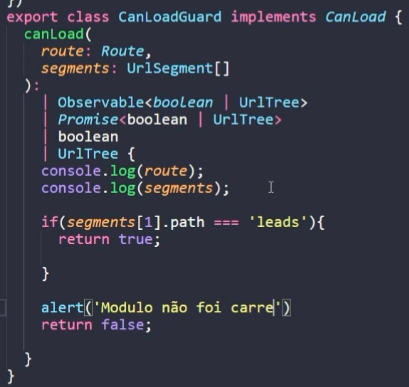 })
export class CanLoadGuard implements CanLoad {
canLoad(
route: Route,
segments: UrlSegment[]
):
| Observable<boolean | UrlTree>
| Promise<boolean | UrlTree>
| boolean
| UrlTree {
console.log(route);
console.log(segments);
if(segments[1].path === 'leads'){
return true;
}
alert('Modulo não foi carre')
return false;
}
}